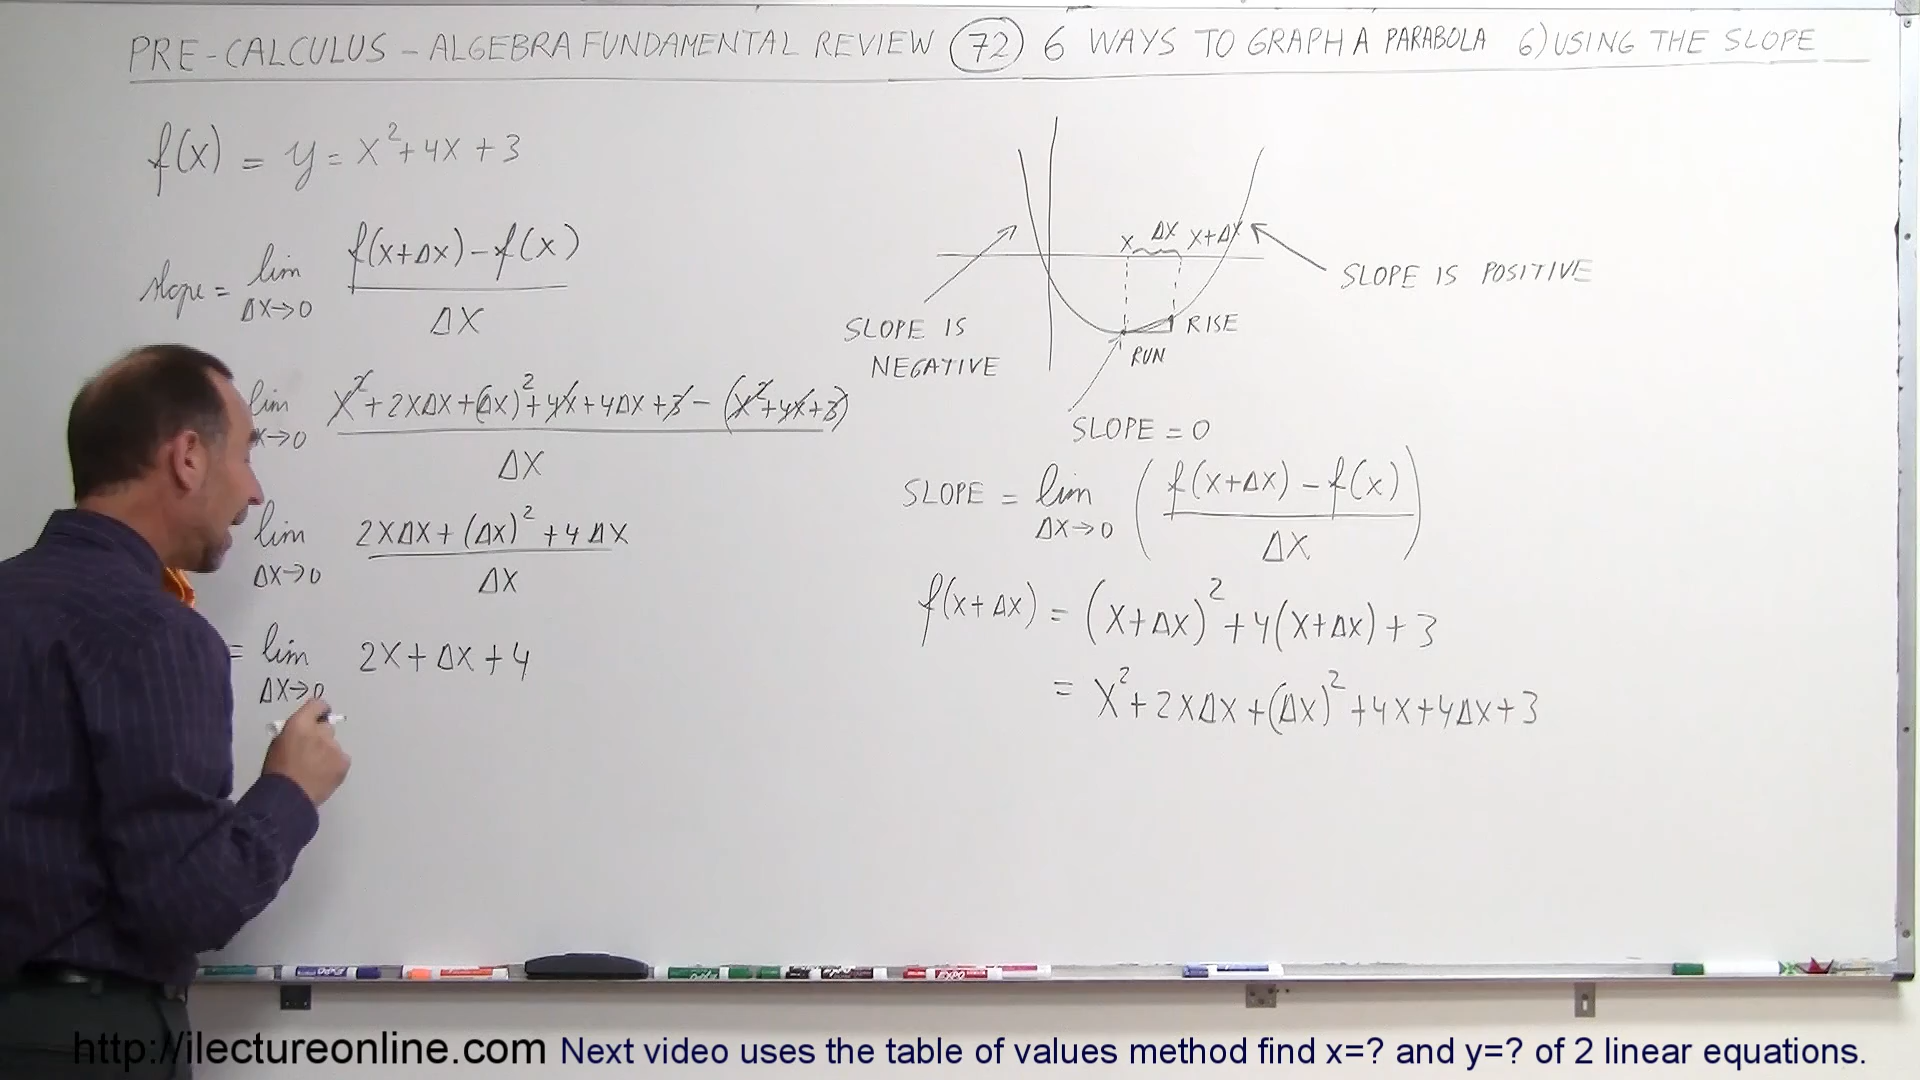 PRE-CALCULUS - ALGEBRA FUNDAMENTAL REVIEW (72) 6 WAYS TO GRAPH A PARABOLA 6) USING THE SLOPE
f(x) = y = x²+4x+3
slope = lim Δx→0 f(x+Δx)-f(x) / Δx
lim x→0 x²+2xΔx+(Δx)²+4x+4Δx+3-(x²+4x+3) / Δx
lim Δx→0 2xΔx+(Δx)²+4Δx / Δx
= lim Δx→0 2x+Δx+4
x Δx x+Δx
SLOPE IS POSITIVE
SLOPE IS
NEGATIVE
RISE
RUN
SLOPE = 0
SLOPE = lim Δx→0 (f(x+Δx)-f(x) / Δx)
f(x+Δx) = (x+Δx)²+4(x+Δx)+3
= x²+2xΔx+(Δx)²+4x+4Δx+3
EXPO
http://ilectureonline.com Next video uses the table of values method find x=? and y=? of 2 linear equations.